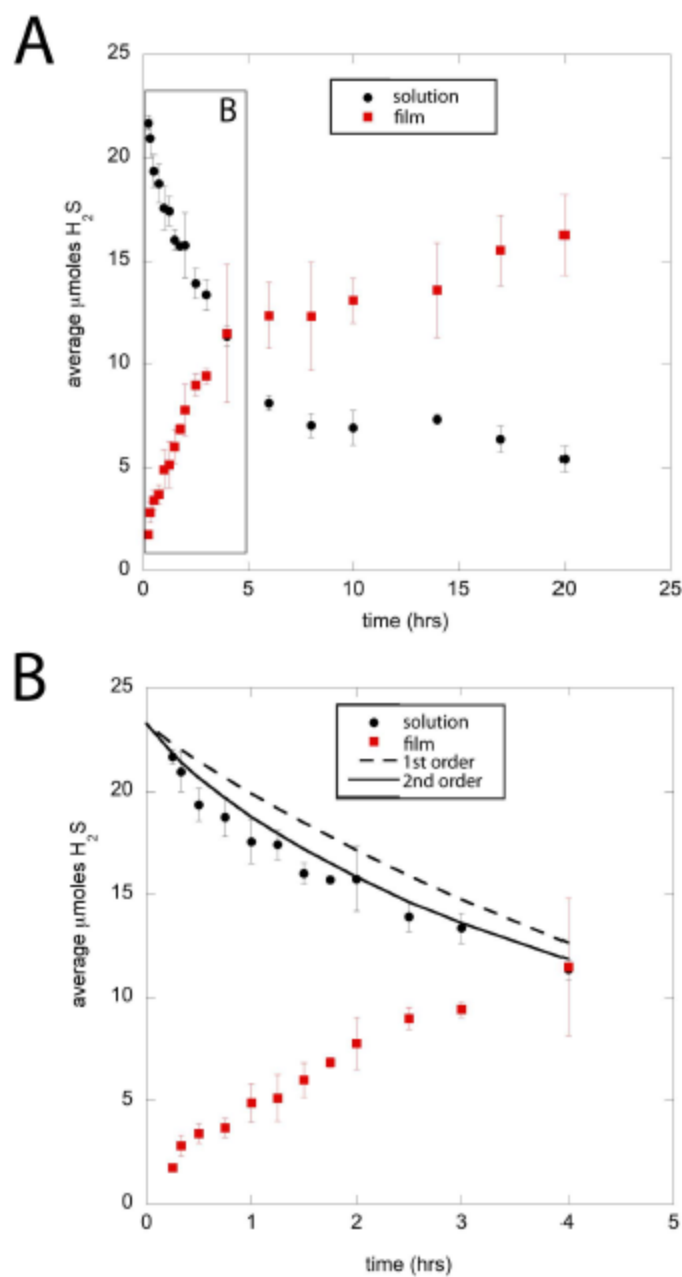 A
25
20
15
10
5
0
average μmoles H2S
B
solution
film
0
5
10
15
20
25
time (hrs)
B
25
20
15
10
5
0
average μmoles H2S
solution
film
1st order
2nd order
0
1
2
3
4
5
time (hrs)